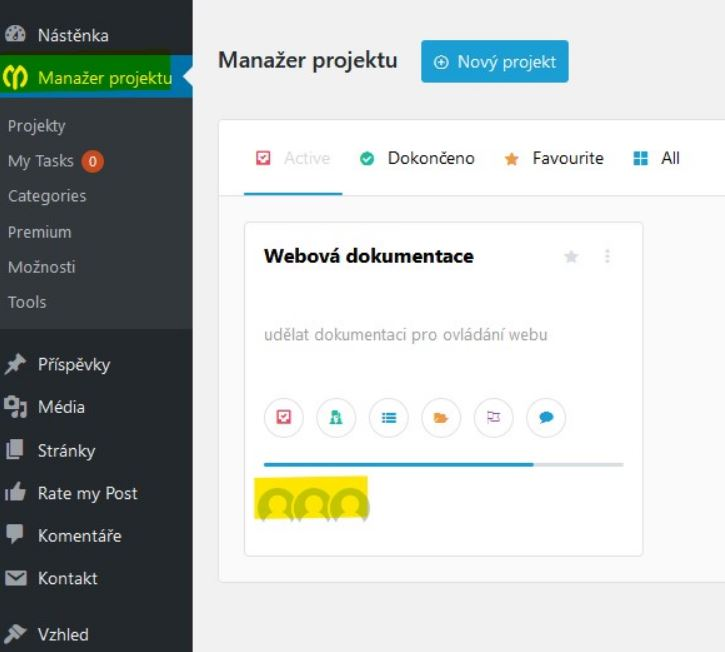 Nástěnka
Manažer projektu
Projekty
My Tasks 0
Categories
Premium
Možnosti
Tools
Příspěvky
Média
Stránky
Rate my Post
Komentáře
Kontakt
Vzhled
Manažer projektu
Nový projekt
Active
Dokončeno
Favourite
All
Webová dokumentace
udělat dokumentaci pro ovládání webu